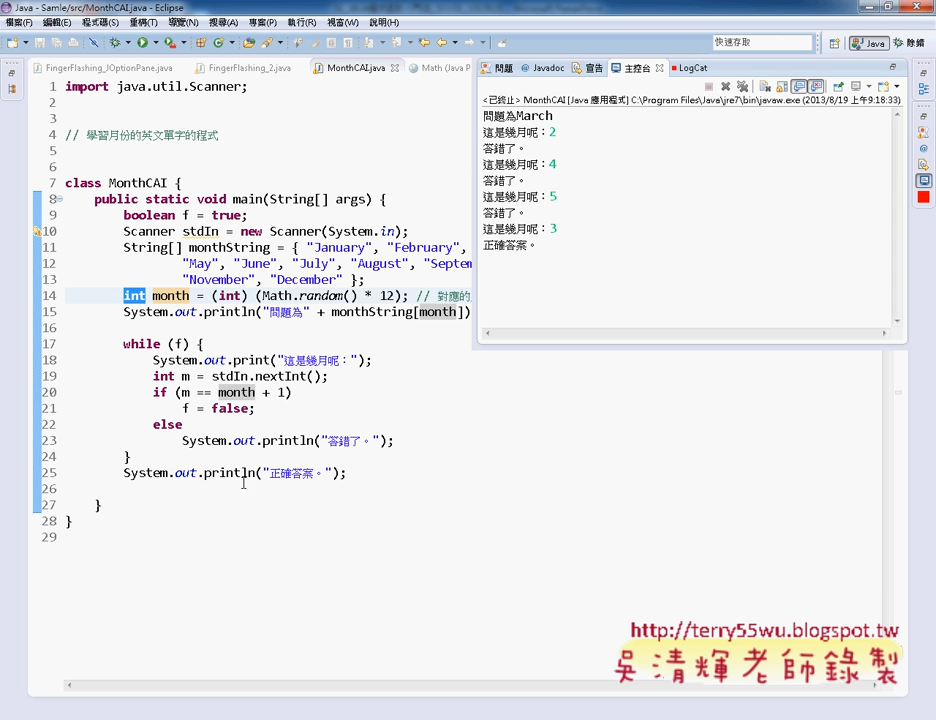 Java - Samle/src/MonthCAI.java - Eclipse
檔案(F) 編輯(E) 程式碼(S) 重構(T) 導覽(N) 搜尋(A) 專案(P) 執行(R) 視窗(W) 說明(H)
快速存取
Java 除錯
FingerFlashing_JOptionPane.java FingerFlashing_2.java MonthCAI.java Math (Java P
1 import java.util.Scanner;
2
3
4 // 學習月份的英文單字的程式
5
6
7 class MonthCAI {
8 public static void main(String[] args) {
9 boolean f = true;
10 Scanner stdIn = new Scanner(System.in);
11 String[] monthString = { "January", "February",
12 "May", "June", "July", "August", "Septem
13 "November", "December" };
14 int month = (int) (Math.random() * 12); // 對應的
15 System.out.println("問題為" + monthString[month])
16
17 while (f) {
18 System.out.print("這是幾月呢：");
19 int m = stdIn.nextInt();
20 if (m == month + 1)
21 f = false;
22 else
23 System.out.println("答錯了。");
24 }
25 System.out.println("正確答案。");
26
27 }
28 }
29
問題 @ Javadoc 宣告 主控台 LogCat
<已終止> MonthCAI [Java 應用程式] C:\Program Files\Java\jre7\bin\javaw.exe (2013/8/19 上午9:18:33)
問題為March
這是幾月呢：2
答錯了。
這是幾月呢：4
答錯了。
這是幾月呢：5
答錯了。
這是幾月呢：3
正確答案。
http://terry55wu.blogspot.tw
吳清輝老師錄製